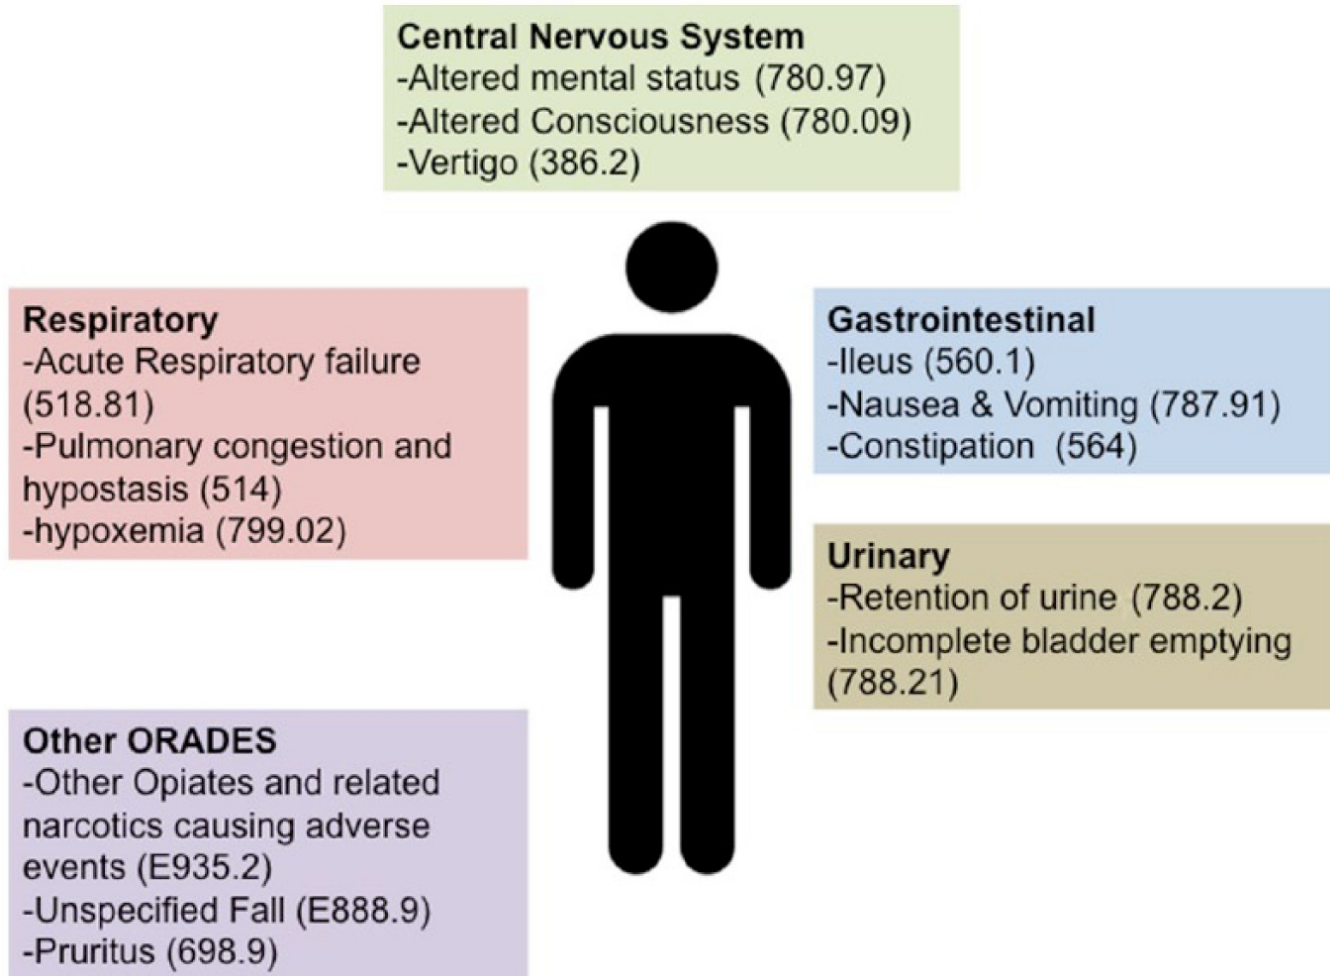 Central Nervous System
-Altered mental status (780.97)
-Altered Consciousness (780.09)
-Vertigo (386.2)
Respiratory
-Acute Respiratory failure
(518.81)
-Pulmonary congestion and
hypostasis (514)
-hypoxemia (799.02)
Gastrointestinal
-Ileus (560.1)
-Nausea & Vomiting (787.91)
-Constipation (564)
Urinary
-Retention of urine (788.2)
-Incomplete bladder emptying
(788.21)
Other ORADES
-Other Opiates and related
narcotics causing adverse
events (E935.2)
-Unspecified Fall (E888.9)
-Pruritus (698.9)